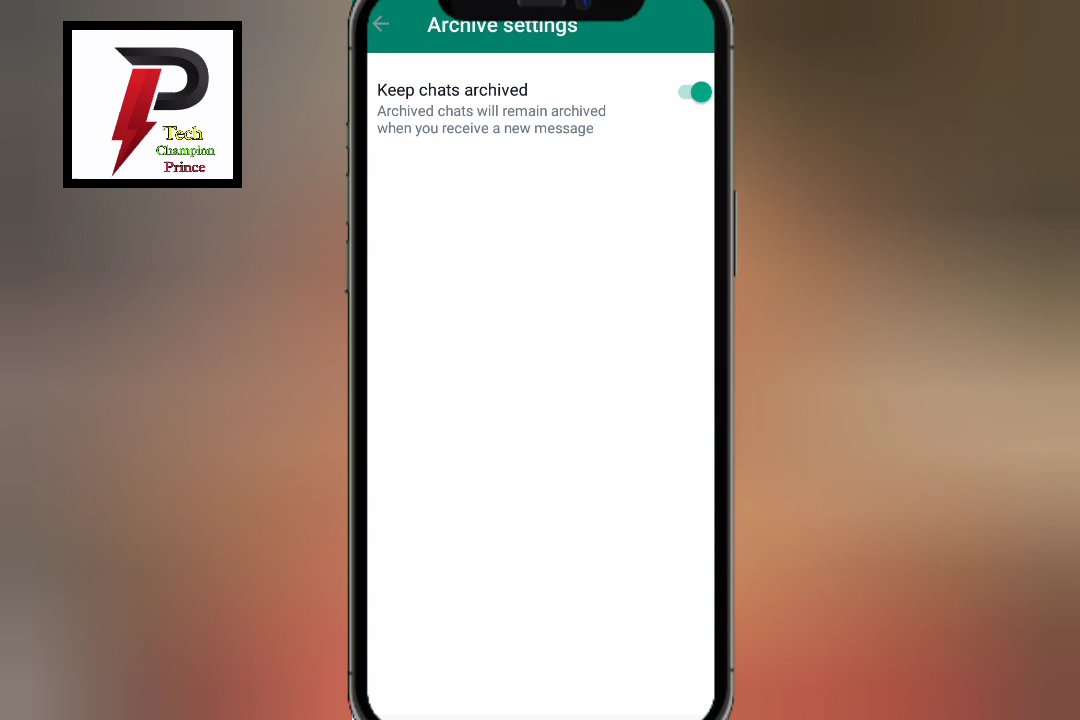 Archive settings
Keep chats archived
Archived chats will remain archived
when you receive a new message
Tech
Champion
Prince